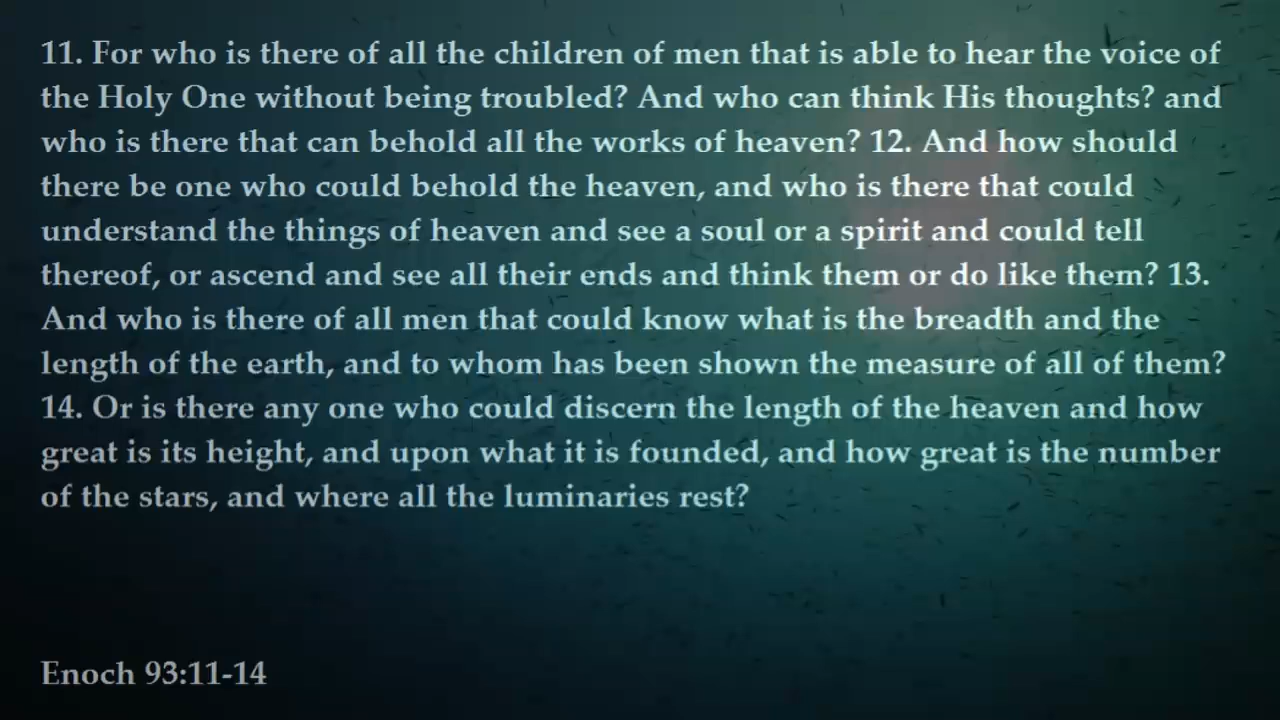 11. For who is there of all the children of men that is able to hear the voice of
the Holy One without being troubled? And who can think His thoughts? and
who is there that can behold all the works of heaven? 12. And how should
there be one who could behold the heaven, and who is there that could
understand the things of heaven and see a soul or a spirit and could tell
thereof, or ascend and see all their ends and think them or do like them? 13.
And who is there of all men that could know what is the breadth and the
length of the earth, and to whom has been shown the measure of all of them?
14. Or is there any one who could discern the length of the heaven and how
great is its height, and upon what it is founded, and how great is the number
of the stars, and where all the luminaries rest?
Enoch 93:11-14